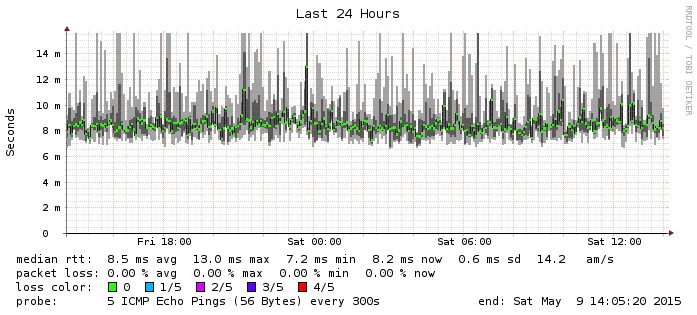 Last 24 Hours
RRDTOOL / TOBI OETIKER
Seconds
14 m
12 m
10 m
8 m
6 m
4 m
2 m
0
Fri 18:00 Sat 00:00 Sat 06:00 Sat 12:00
median rtt: 8.5 ms avg 13.0 ms max 7.2 ms min 8.2 ms now 0.6 ms sd 14.2 am/s
packet loss: 0.00 % avg 0.00 % max 0.00 % min 0.00 % now
loss color: 0 1/5 2/5 3/5 4/5
probe: 5 ICMP Echo Pings (56 Bytes) every 300s end: Sat May 9 14:05:20 2015